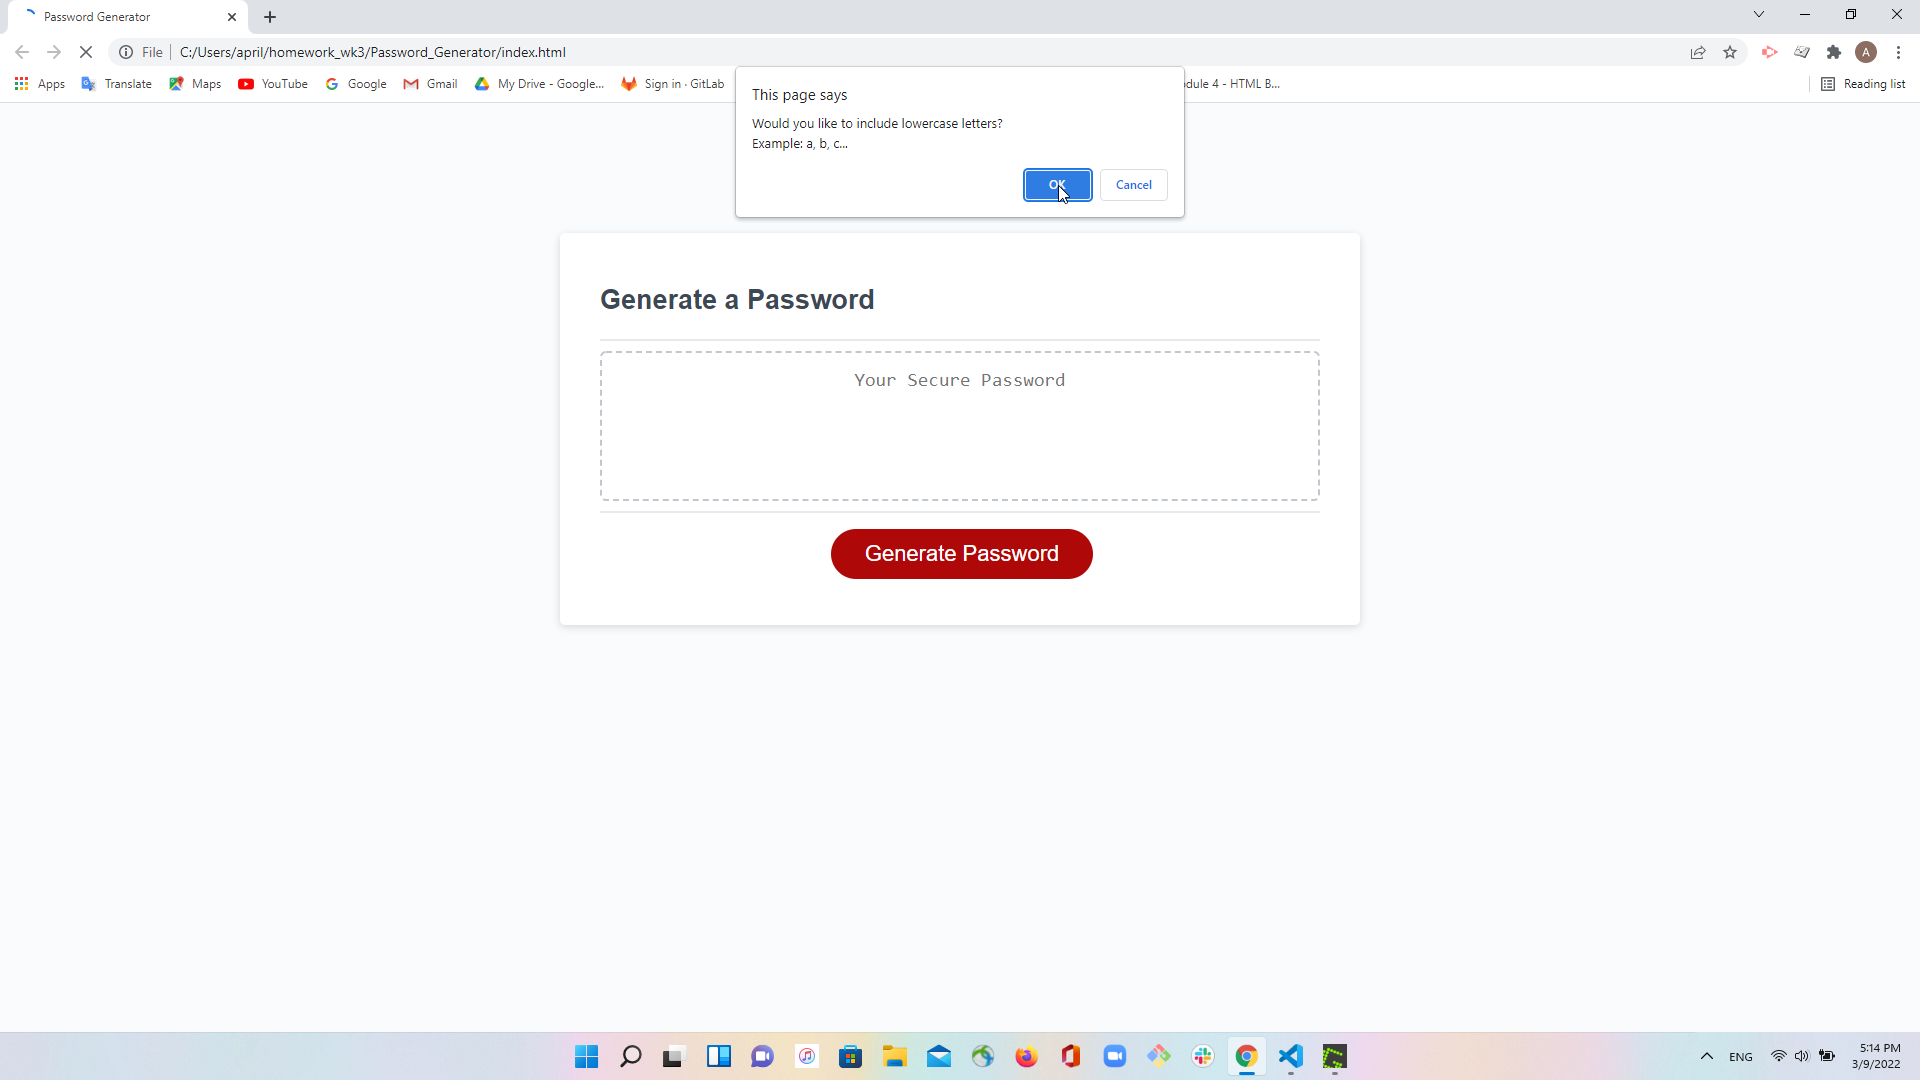 Password Generator
File
C:/Users/april/homework_wk3/Password_Generator/index.html
A
Apps
Translate
Maps
YouTube
Google
Gmail
My Drive - Google...
Sign in · GitLab
dule 4 - HTML B...
Reading list
This page says
Would you like to include lowercase letters?
Example: a, b, c...
OK
Cancel
Generate a Password
Your Secure Password
Generate Password
ENG
5:14 PM
3/9/2022